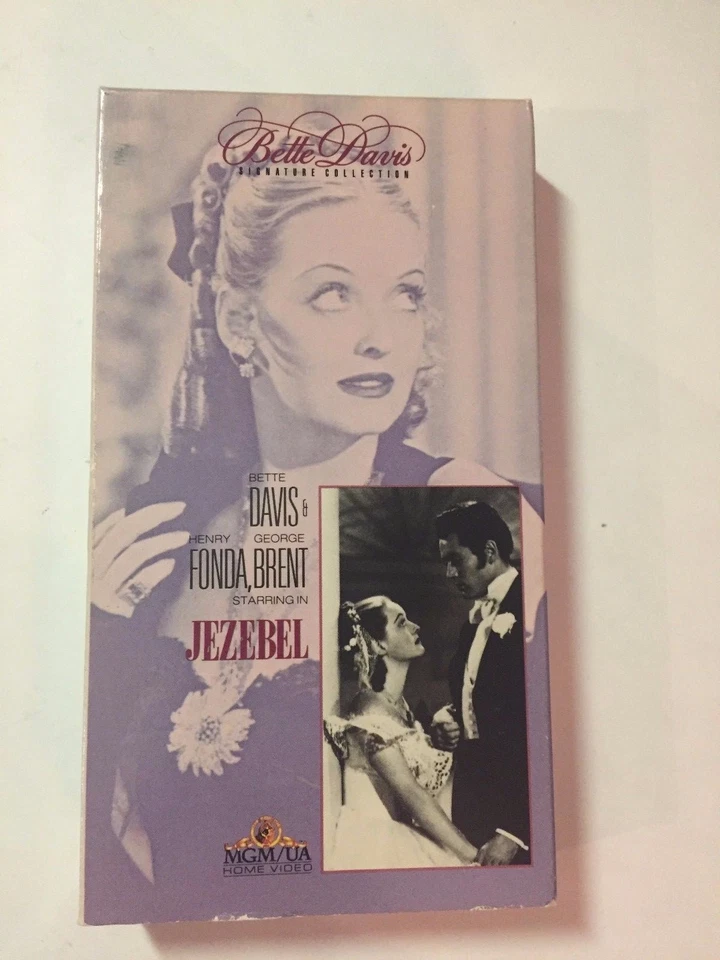 Bette Davis
SIGNATURE COLLECTION
BETTE
DAVIS &
HENRY GEORGE
FONDA, BRENT
STARRING IN
JEZEBEL
MGM/UA
HOME VIDEO